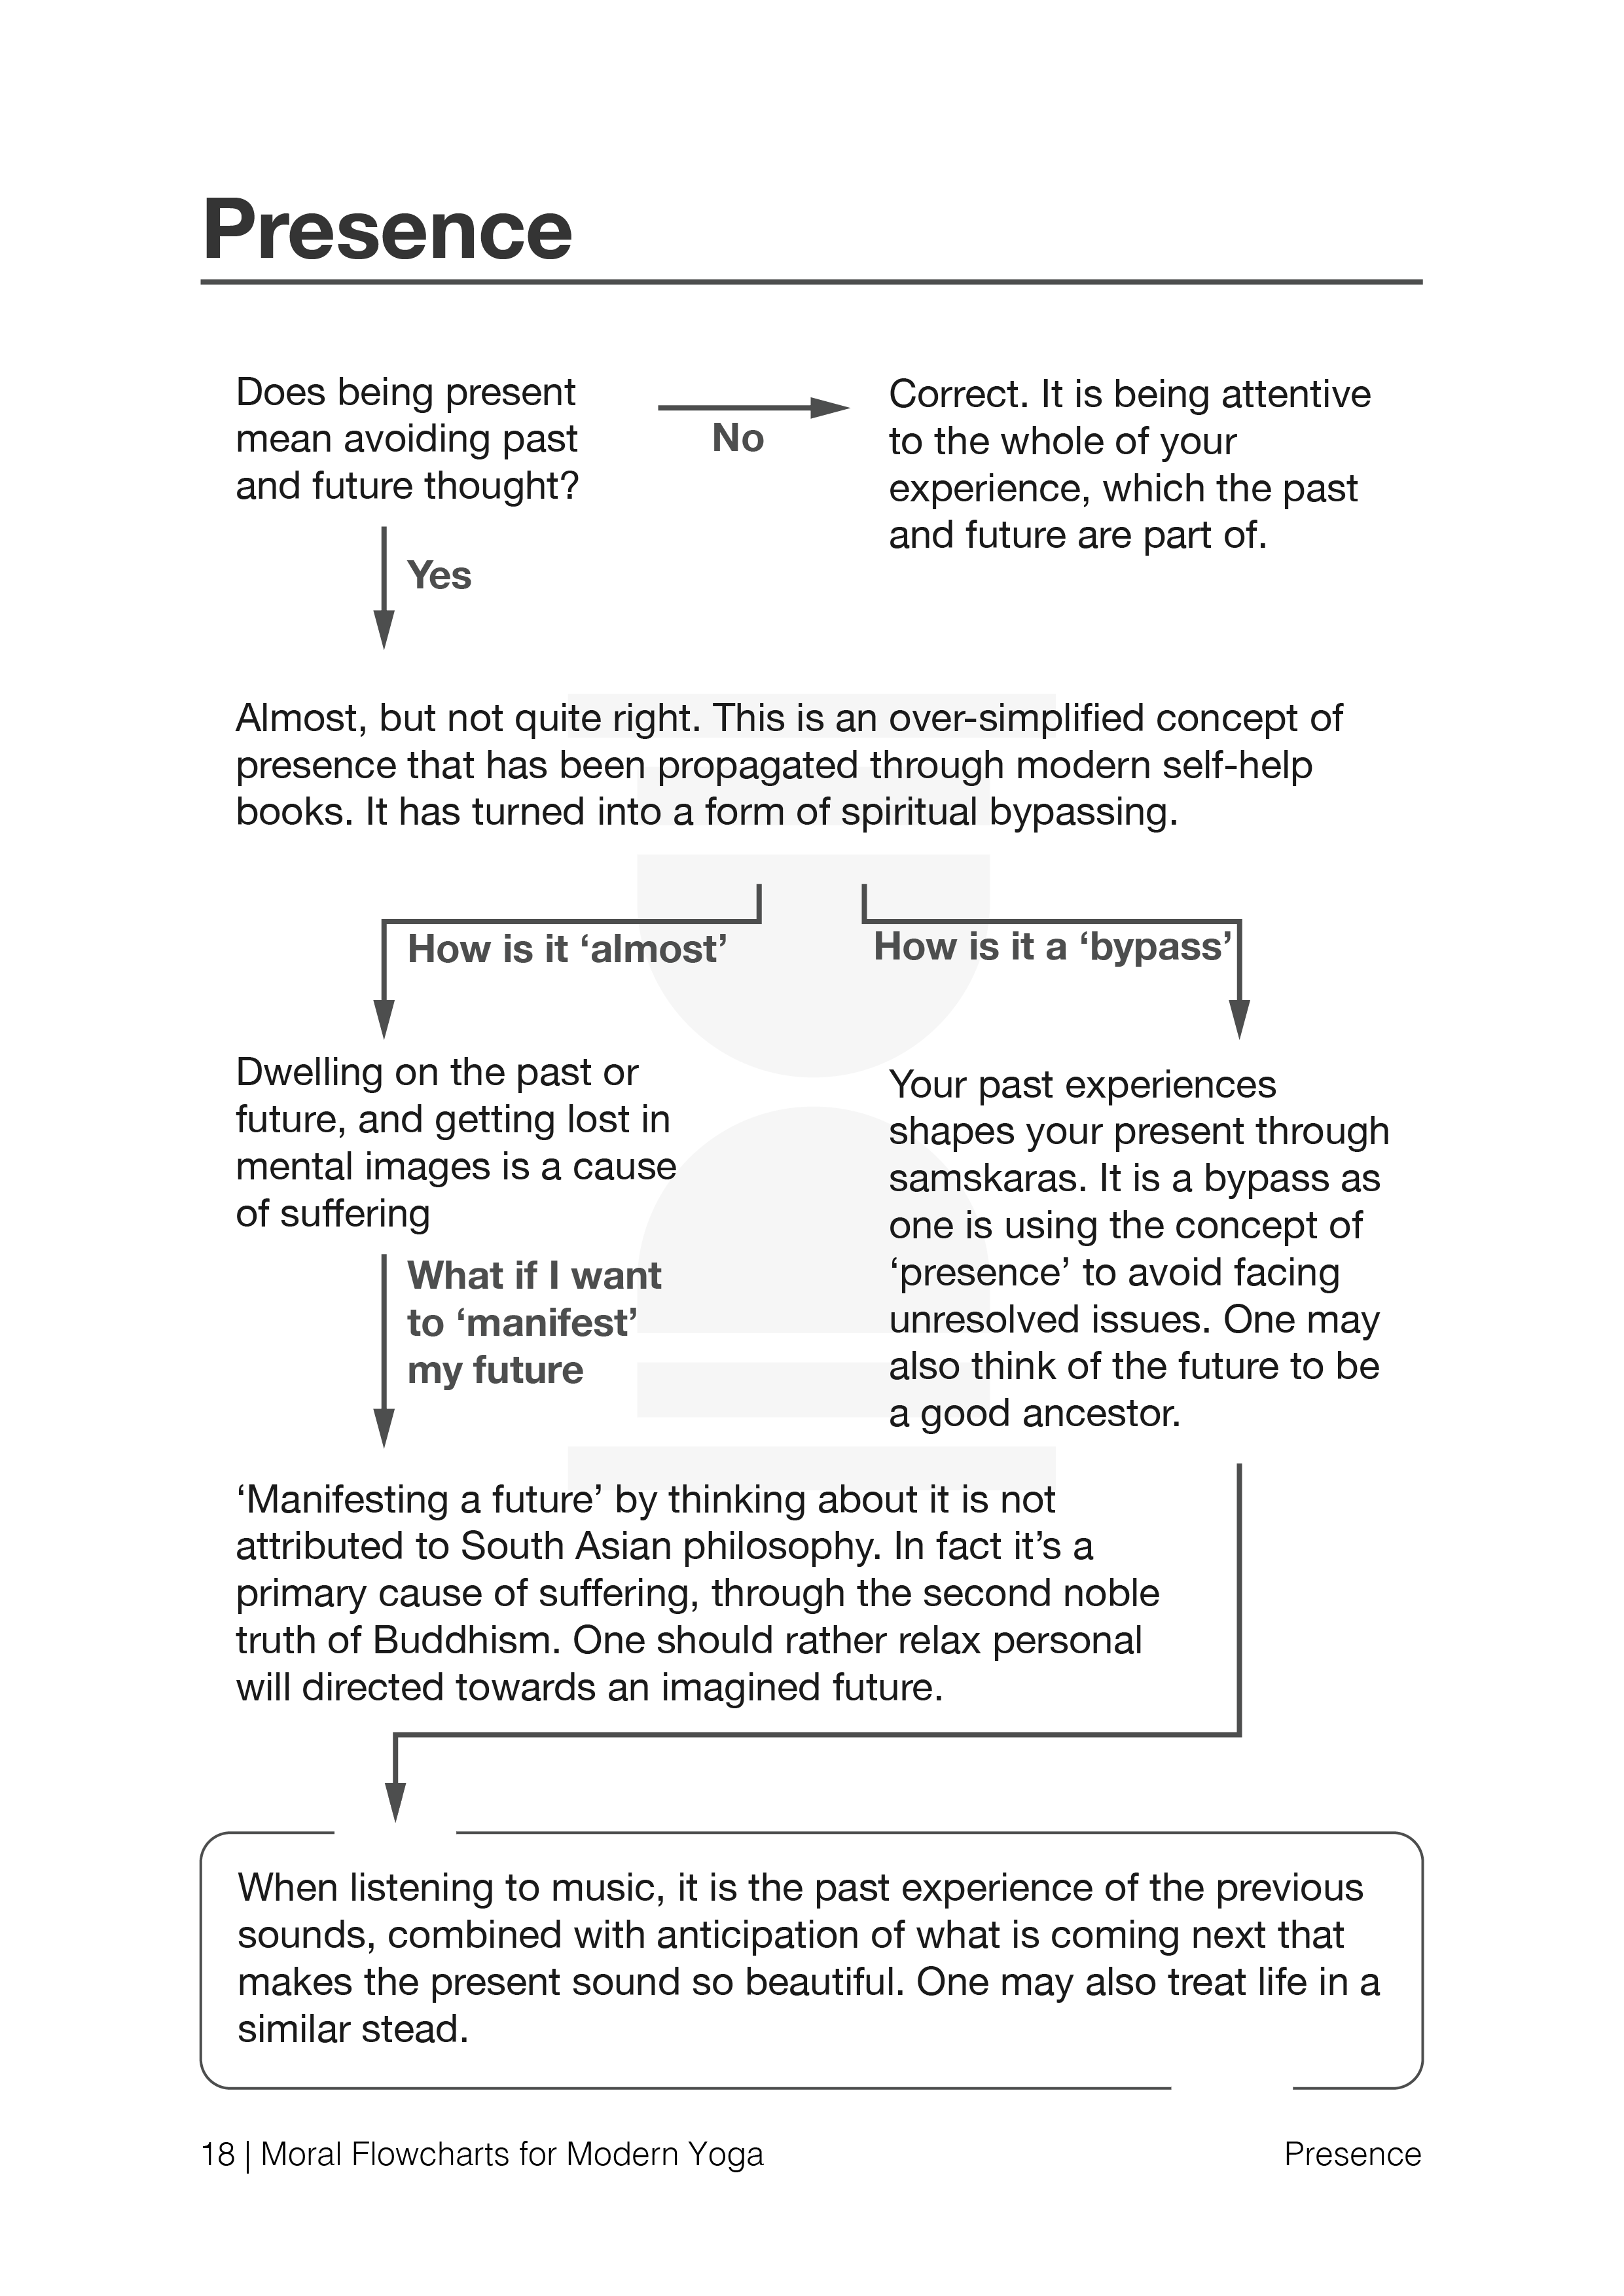 Presence
Does being present
mean avoiding past
and future thought?
No
Correct. It is being attentive
to the whole of your
experience, which the past
and future are part of.
Yes
Almost, but not quite right. This is an over-simplified concept of
presence that has been propagated through modern self-help
books. It has turned into a form of spiritual bypassing.
How is it ‘almost’
How is it a ‘bypass’
Dwelling on the past or
future, and getting lost in
mental images is a cause
of suffering
Your past experiences
shapes your present through
samskaras. It is a bypass as
one is using the concept of
‘presence’ to avoid facing
unresolved issues. One may
also think of the future to be
a good ancestor.
What if I want
to ‘manifest’
my future
‘Manifesting a future’ by thinking about it is not
attributed to South Asian philosophy. In fact it’s a
primary cause of suffering, through the second noble
truth of Buddhism. One should rather relax personal
will directed towards an imagined future.
When listening to music, it is the past experience of the previous
sounds, combined with anticipation of what is coming next that
makes the present sound so beautiful. One may also treat life in a
similar stead.
18 | Moral Flowcharts for Modern Yoga
Presence